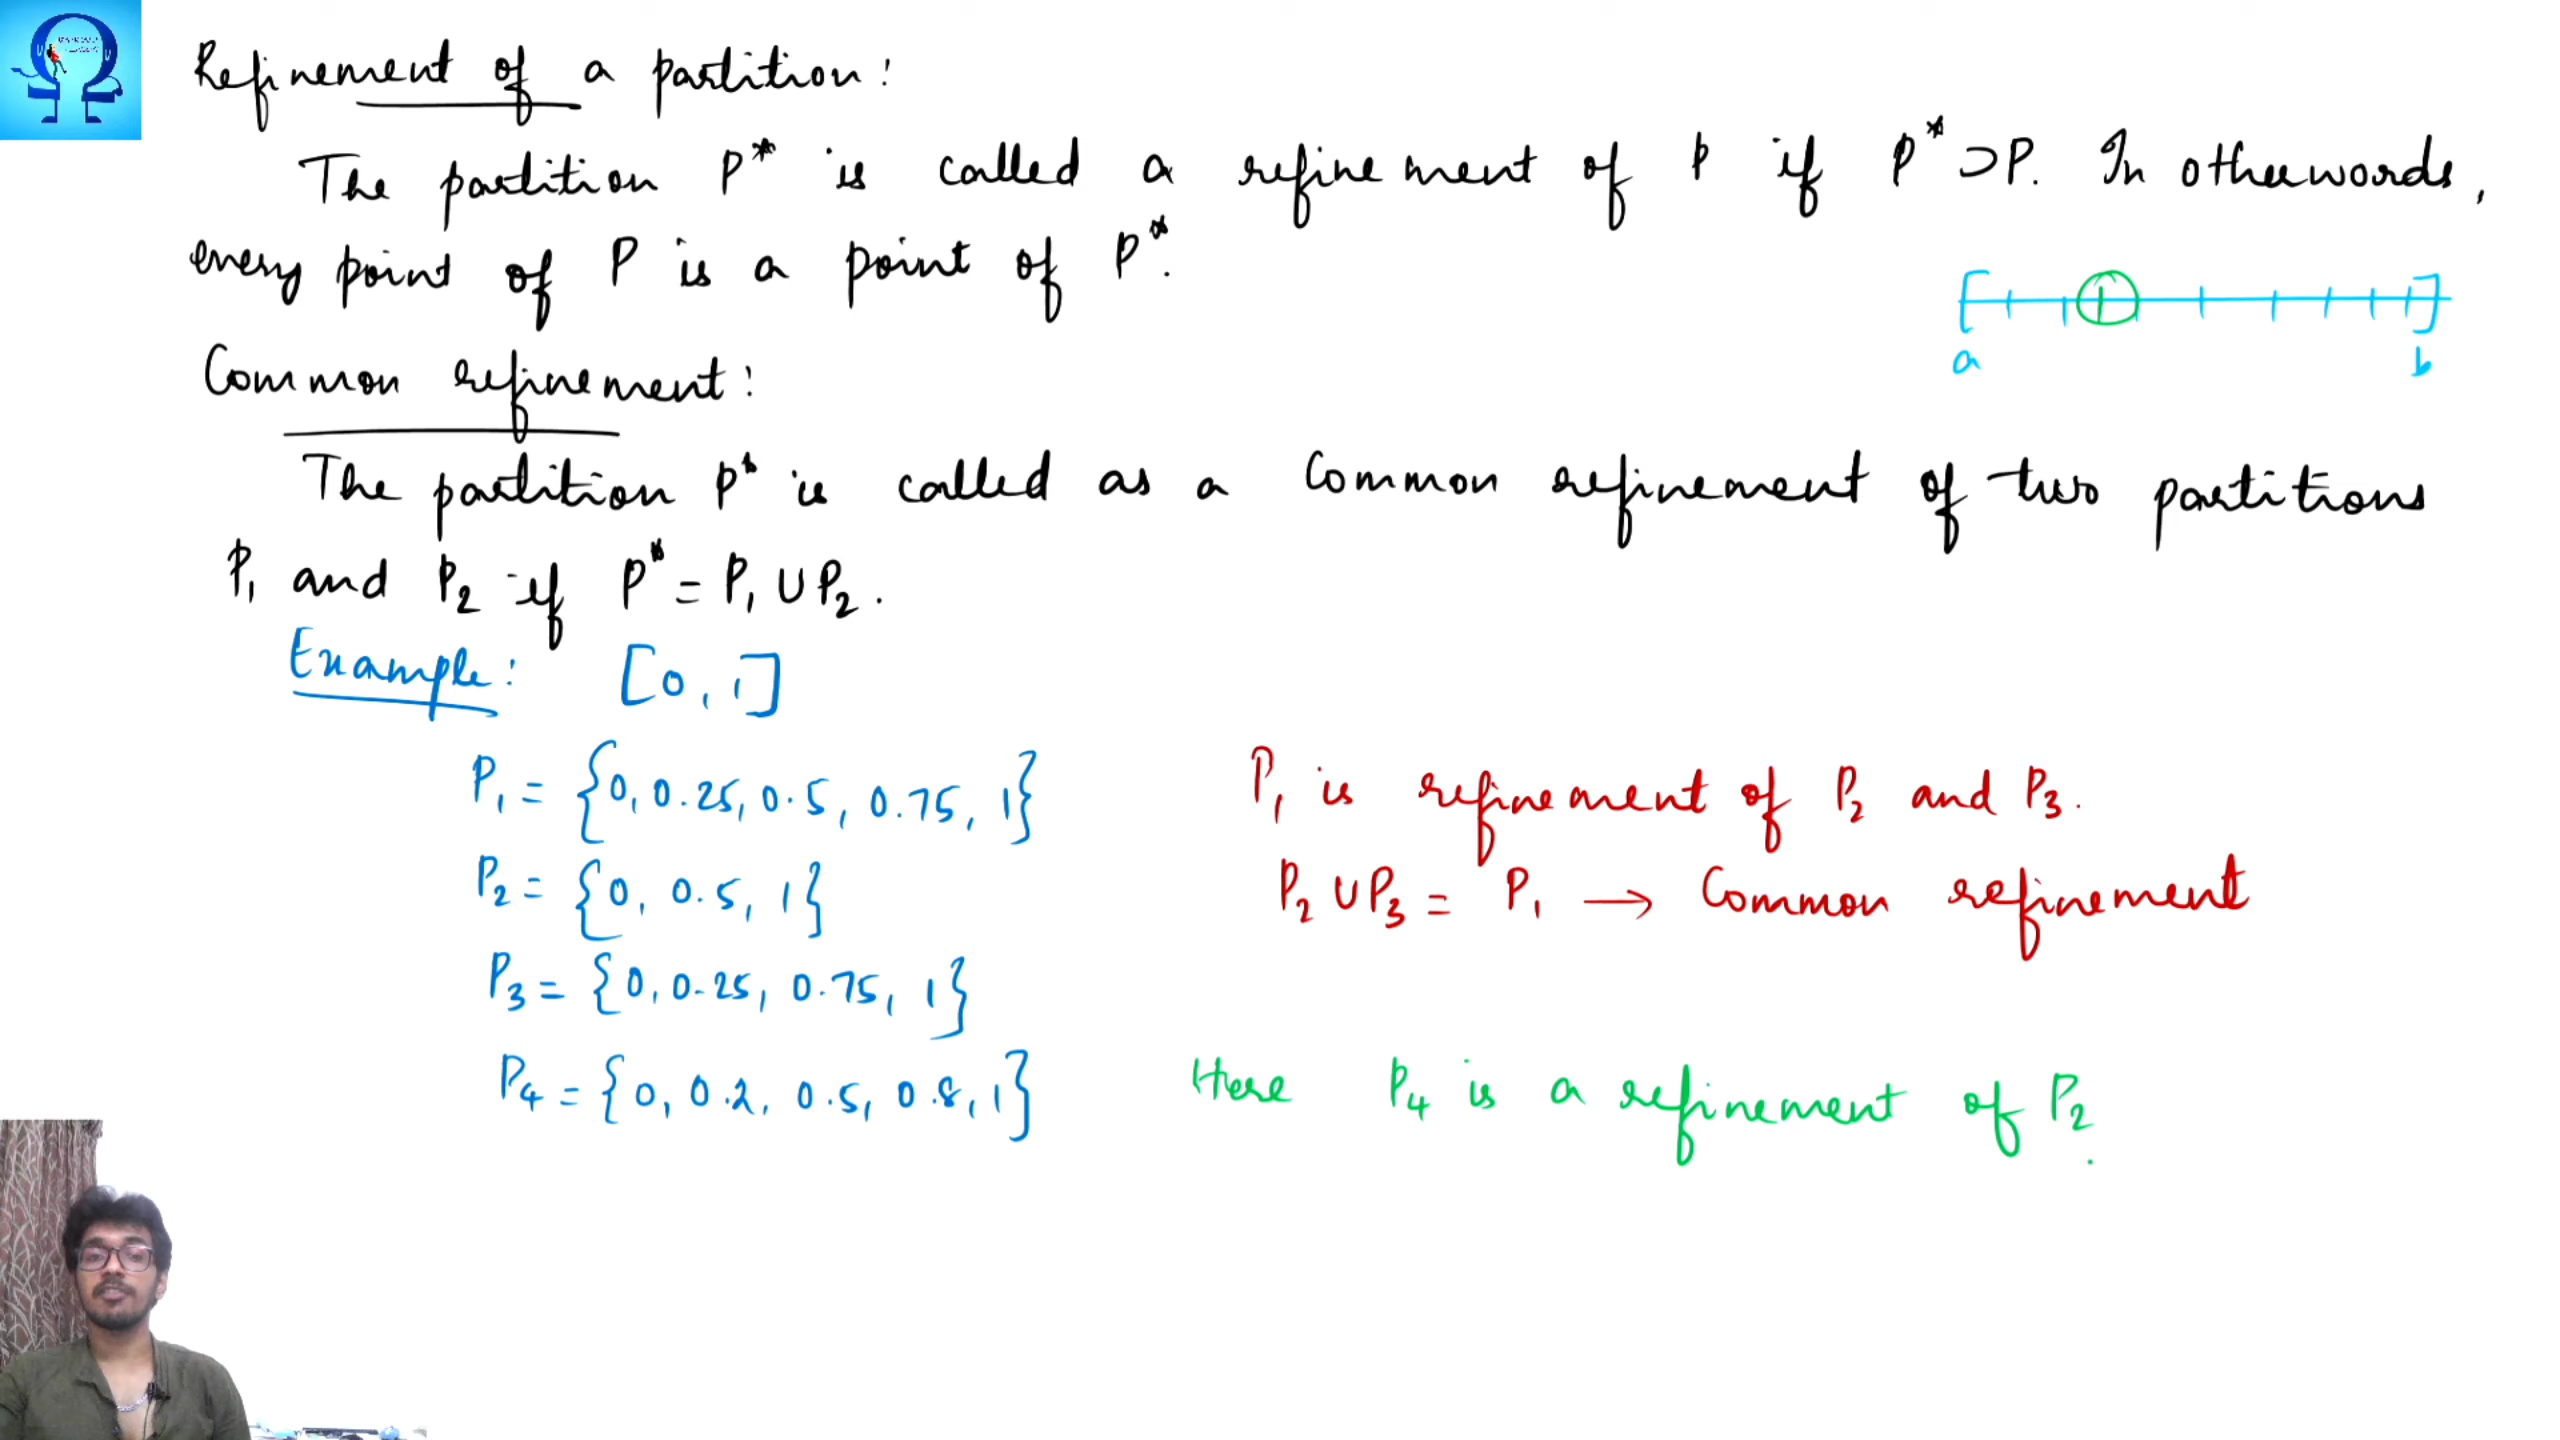 Refinement of a partition:
The partition P* is called a refinement of P if P* ⊃ P. In otherwords,
every point of P is a point of P*.
a b
Common refinement:
The partition P* is called as a Common refinement of two partitions
P₁ and P₂ if P* = P₁ ∪ P₂.
Example: [0, 1]
P₁ = {0, 0.25, 0.5, 0.75, 1}
P₁ is refinement of P₂ and P₃.
P₂ = {0, 0.5, 1}
P₂ ∪ P₃ = P₁ → Common refinement
P₃ = {0, 0.25, 0.75, 1}
P₄ = {0, 0.2, 0.5, 0.8, 1}
Here P₄ is a refinement of P₂.